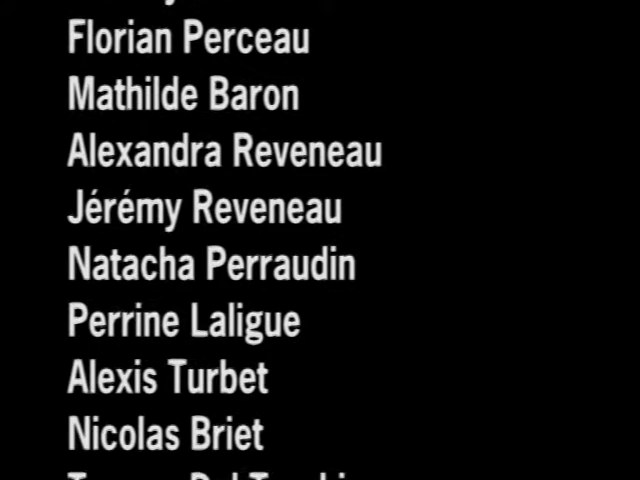 Florian Perceau
Mathilde Baron
Alexandra Reveneau
Jérémy Reveneau
Natacha Perraudin
Perrine Laligue
Alexis Turbet
Nicolas Briet